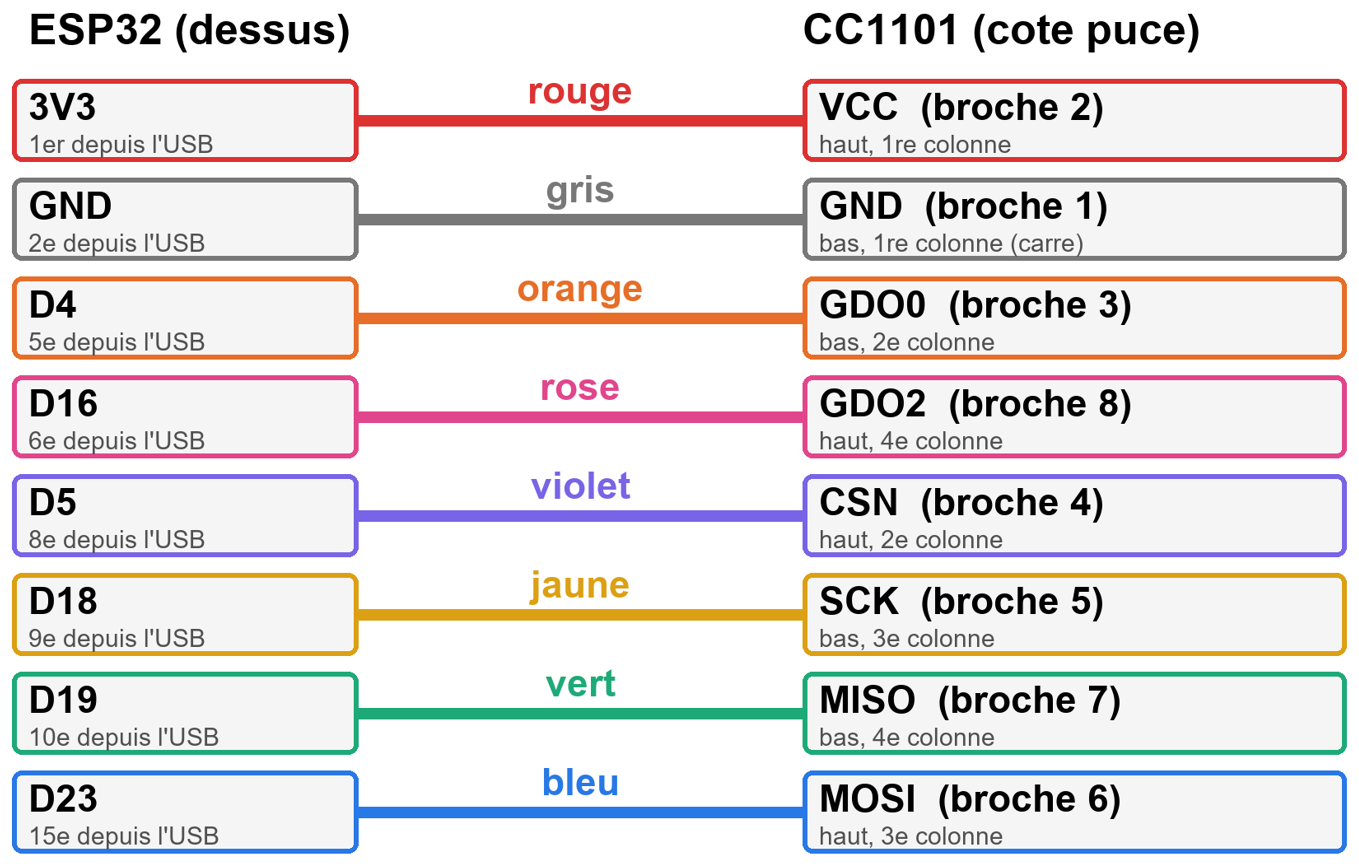 ESP32 (dessus)
CC1101 (cote puce)
3V3
1er depuis l'USB
rouge
VCC (broche 2)
haut, 1re colonne
GND
2e depuis l'USB
gris
GND (broche 1)
bas, 1re colonne (carre)
D4
5e depuis l'USB
orange
GDO0 (broche 3)
bas, 2e colonne
D16
6e depuis l'USB
rose
GDO2 (broche 8)
haut, 4e colonne
D5
8e depuis l'USB
violet
CSN (broche 4)
haut, 2e colonne
D18
9e depuis l'USB
jaune
SCK (broche 5)
bas, 3e colonne
D19
10e depuis l'USB
vert
MISO (broche 7)
bas, 4e colonne
D23
15e depuis l'USB
bleu
MOSI (broche 6)
haut, 3e colonne